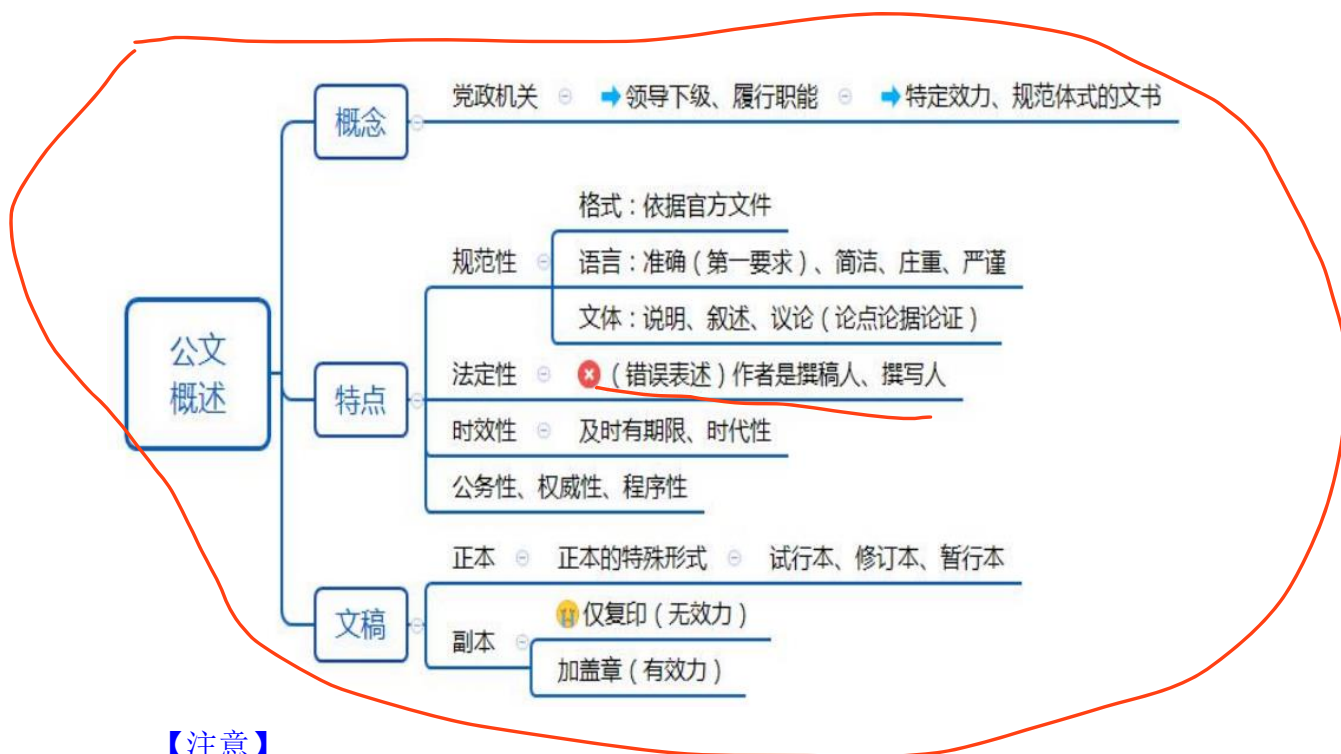 公文
概述
概念
党政机关 领导下级、履行职能 特定效力、规范体式的文书
特点
规范性
格式：依据官方文件
语言：准确（第一要求）、简洁、庄重、严谨
文体：说明、叙述、议论（论点论据论证）
法定性 （错误表述）作者是撰稿人、撰写人
时效性 及时有期限、时代性
公务性、权威性、程序性
文稿
正本 正本的特殊形式 试行本、修订本、暂行本
副本
仅复印（无效力）
加盖章（有效力）
【注意】